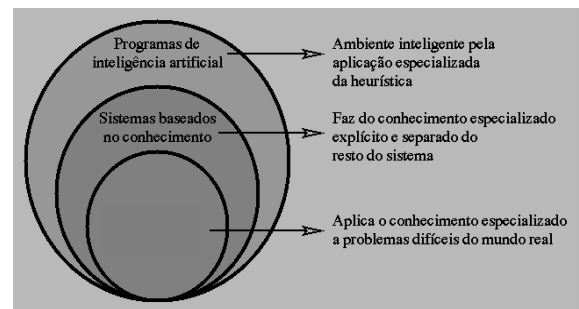 Programas de
inteligência artificial
Ambiente inteligente pela
aplicação especializada
da heurística
Sistemas baseados
no conhecimento
Faz do conhecimento especializado
explícito e separado do
resto do sistema
Aplica o conhecimento especializado
a problemas difíceis do mundo real